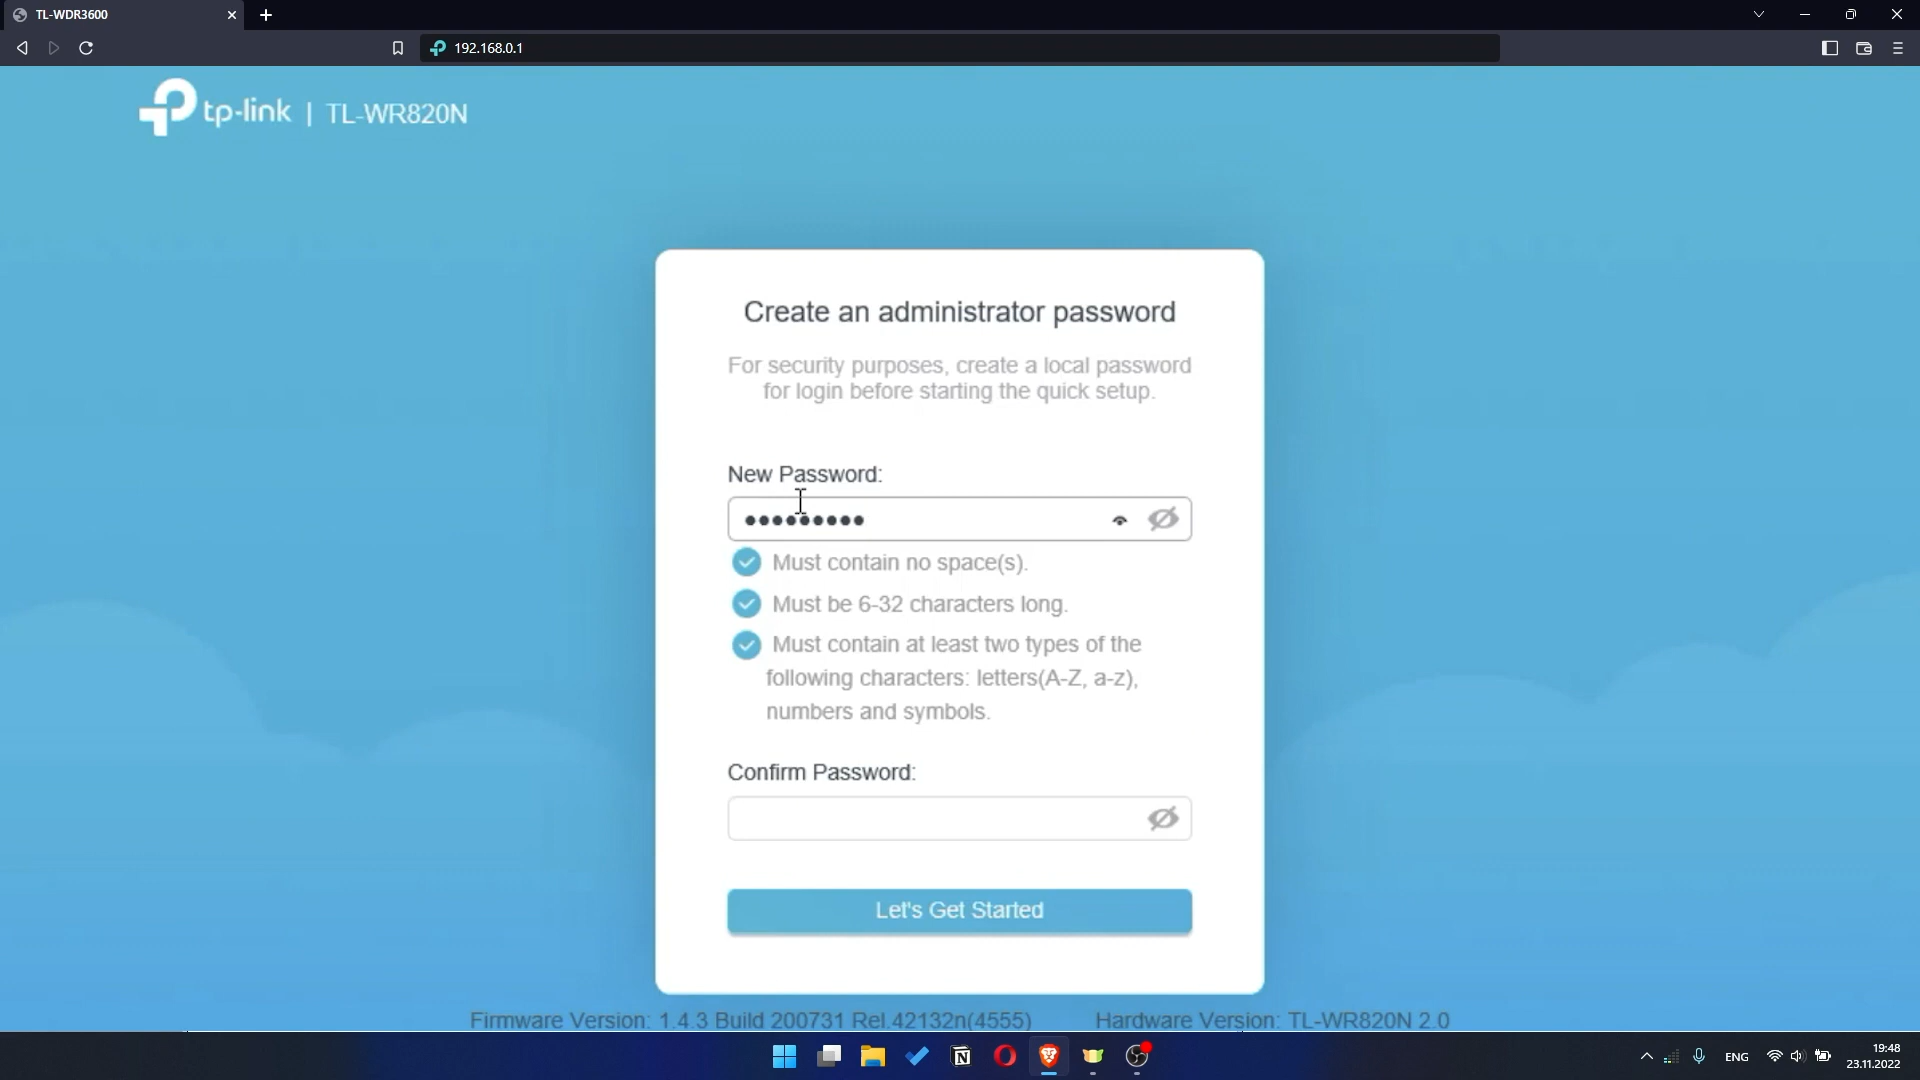 TL-WDR3600
192.168.0.1
tp-link | TL-WR820N
Create an administrator password
For security purposes, create a local password
for login before starting the quick setup.
New Password:
Must contain no space(s).
Must be 6-32 characters long.
Must contain at least two types of the
following characters: letters(A-Z, a-z),
numbers and symbols.
Confirm Password:
Let's Get Started
Firmware Version: 1.4.3 Build 200731 Rel.42132n(4555) Hardware Version: TL-WR820N 2.0
ENG
19:48
23.11.2022